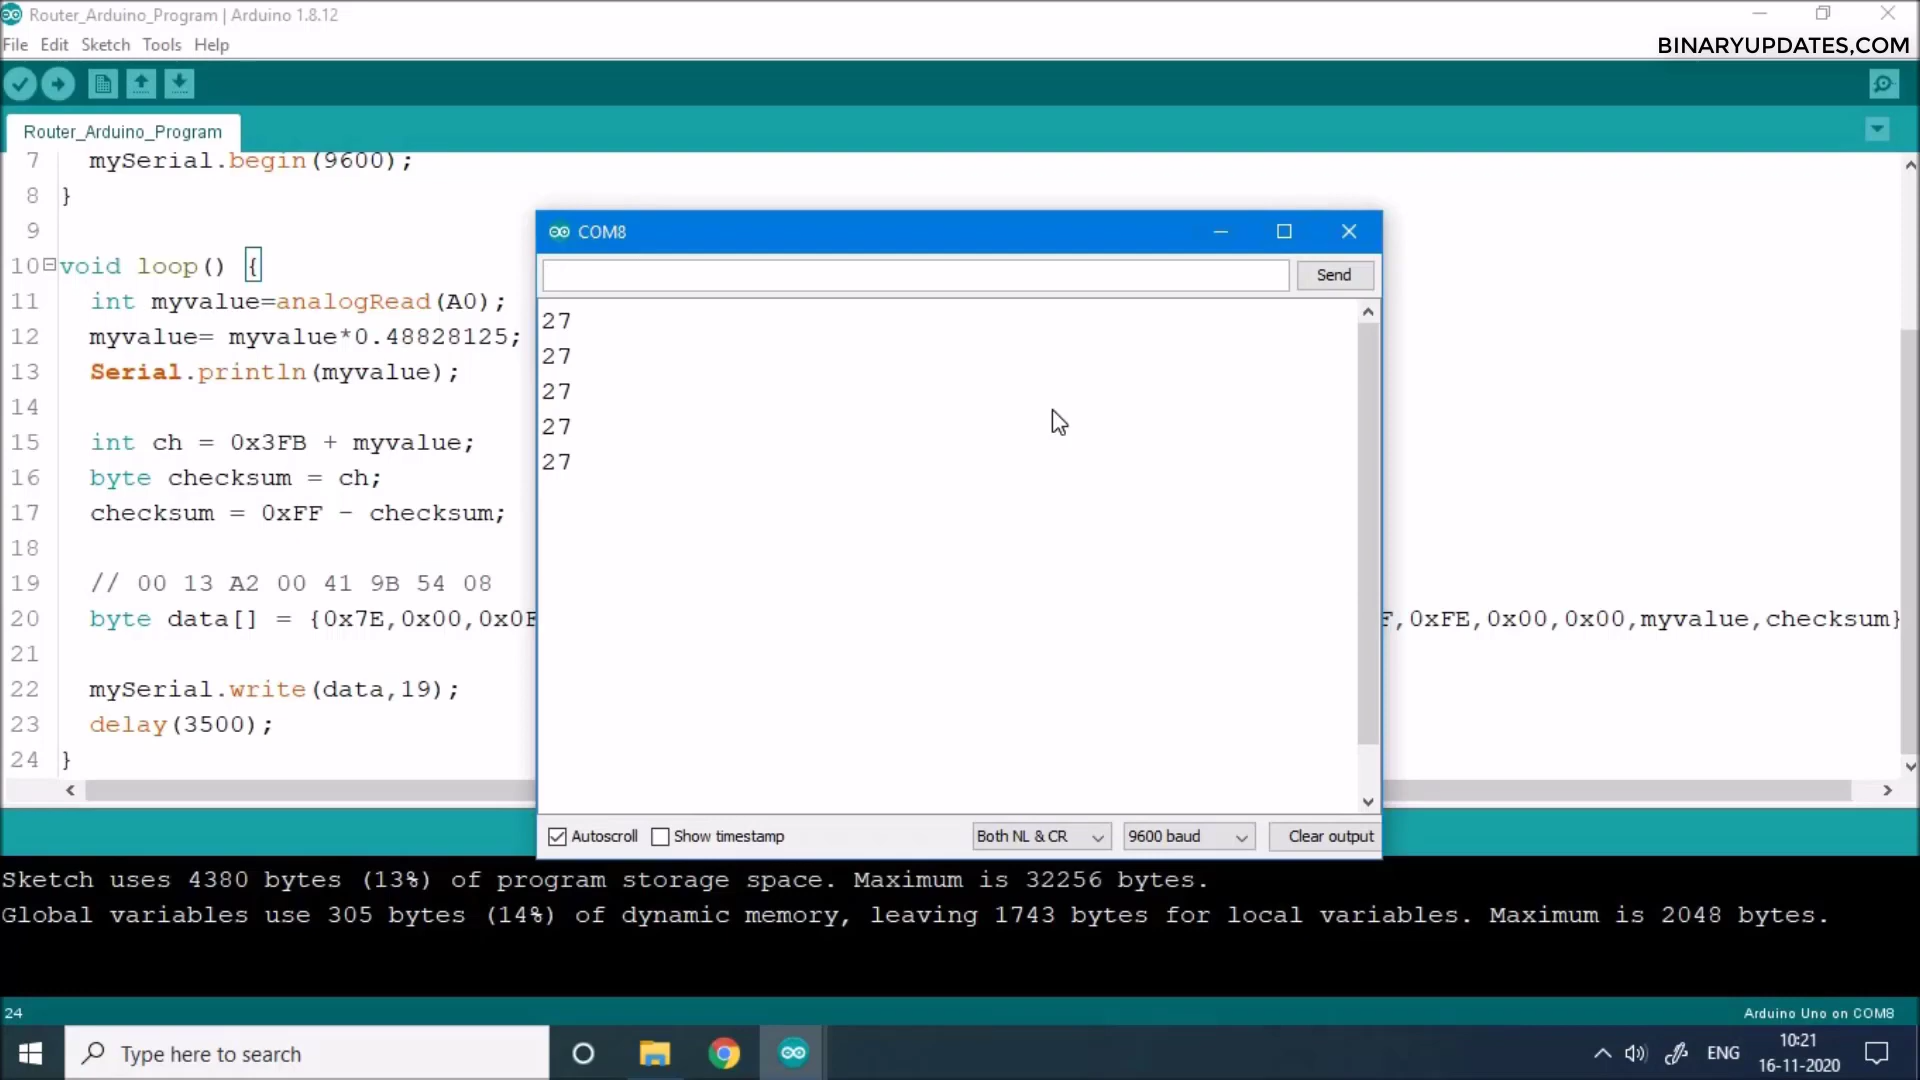 Router_Arduino_Program | Arduino 1.8.12
File Edit Sketch Tools Help
BINARYUPDATES.COM
Router_Arduino_Program
7 mySerial.begin(9600);
8 }
9
10 void loop() {
11 int myvalue=analogRead(A0);
12 myvalue= myvalue*0.48828125;
13 Serial.println(myvalue);
14
15 int ch = 0x3FB + myvalue;
16 byte checksum = ch;
17 checksum = 0xFF - checksum;
18
19 // 00 13 A2 00 41 9B 54 08
20 byte data[] = {0x7E,0x00,0x0F
,0xFE,0x00,0x00,myvalue,checksum}
21
22 mySerial.write(data,19);
23 delay(3500);
24 }
COM8
Send
27
27
27
27
27
Autoscroll Show timestamp Both NL & CR 9600 baud Clear output
Sketch uses 4380 bytes (13%) of program storage space. Maximum is 32256 bytes.
Global variables use 305 bytes (14%) of dynamic memory, leaving 1743 bytes for local variables. Maximum is 2048 bytes.
24 Arduino Uno on COM8
Type here to search
ENG
10:21
16-11-2020